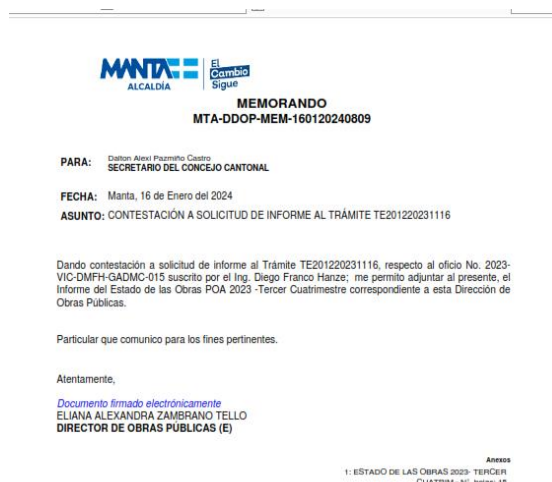 MANTA
ALCALDÍA
El
Cambio
Sigue
MEMORANDO
MTA-DDOP-MEM-160120240809
PARA: Dalton Alexi Pazmiño Castro
SECRETARIO DEL CONCEJO CANTONAL
FECHA: Manta, 16 de Enero del 2024
ASUNTO: CONTESTACIÓN A SOLICITUD DE INFORME AL TRÁMITE TE201220231116
Dando contestación a solicitud de informe al Trámite TE201220231116, respecto al oficio No. 2023-
VIC-DMFH-GADMC-015 suscrito por el Ing. Diego Franco Hanze; me permito adjuntar al presente, el
Informe del Estado de las Obras POA 2023 -Tercer Cuatrimestre correspondiente a esta Dirección de
Obras Públicas.
Particular que comunico para los fines pertinentes.
Atentamente,
Documento firmado electrónicamente
ELIANA ALEXANDRA ZAMBRANO TELLO
DIRECTOR DE OBRAS PÚBLICAS (E)
Anexos
1: ESTADO DE LAS OBRAS 2023- TERCER